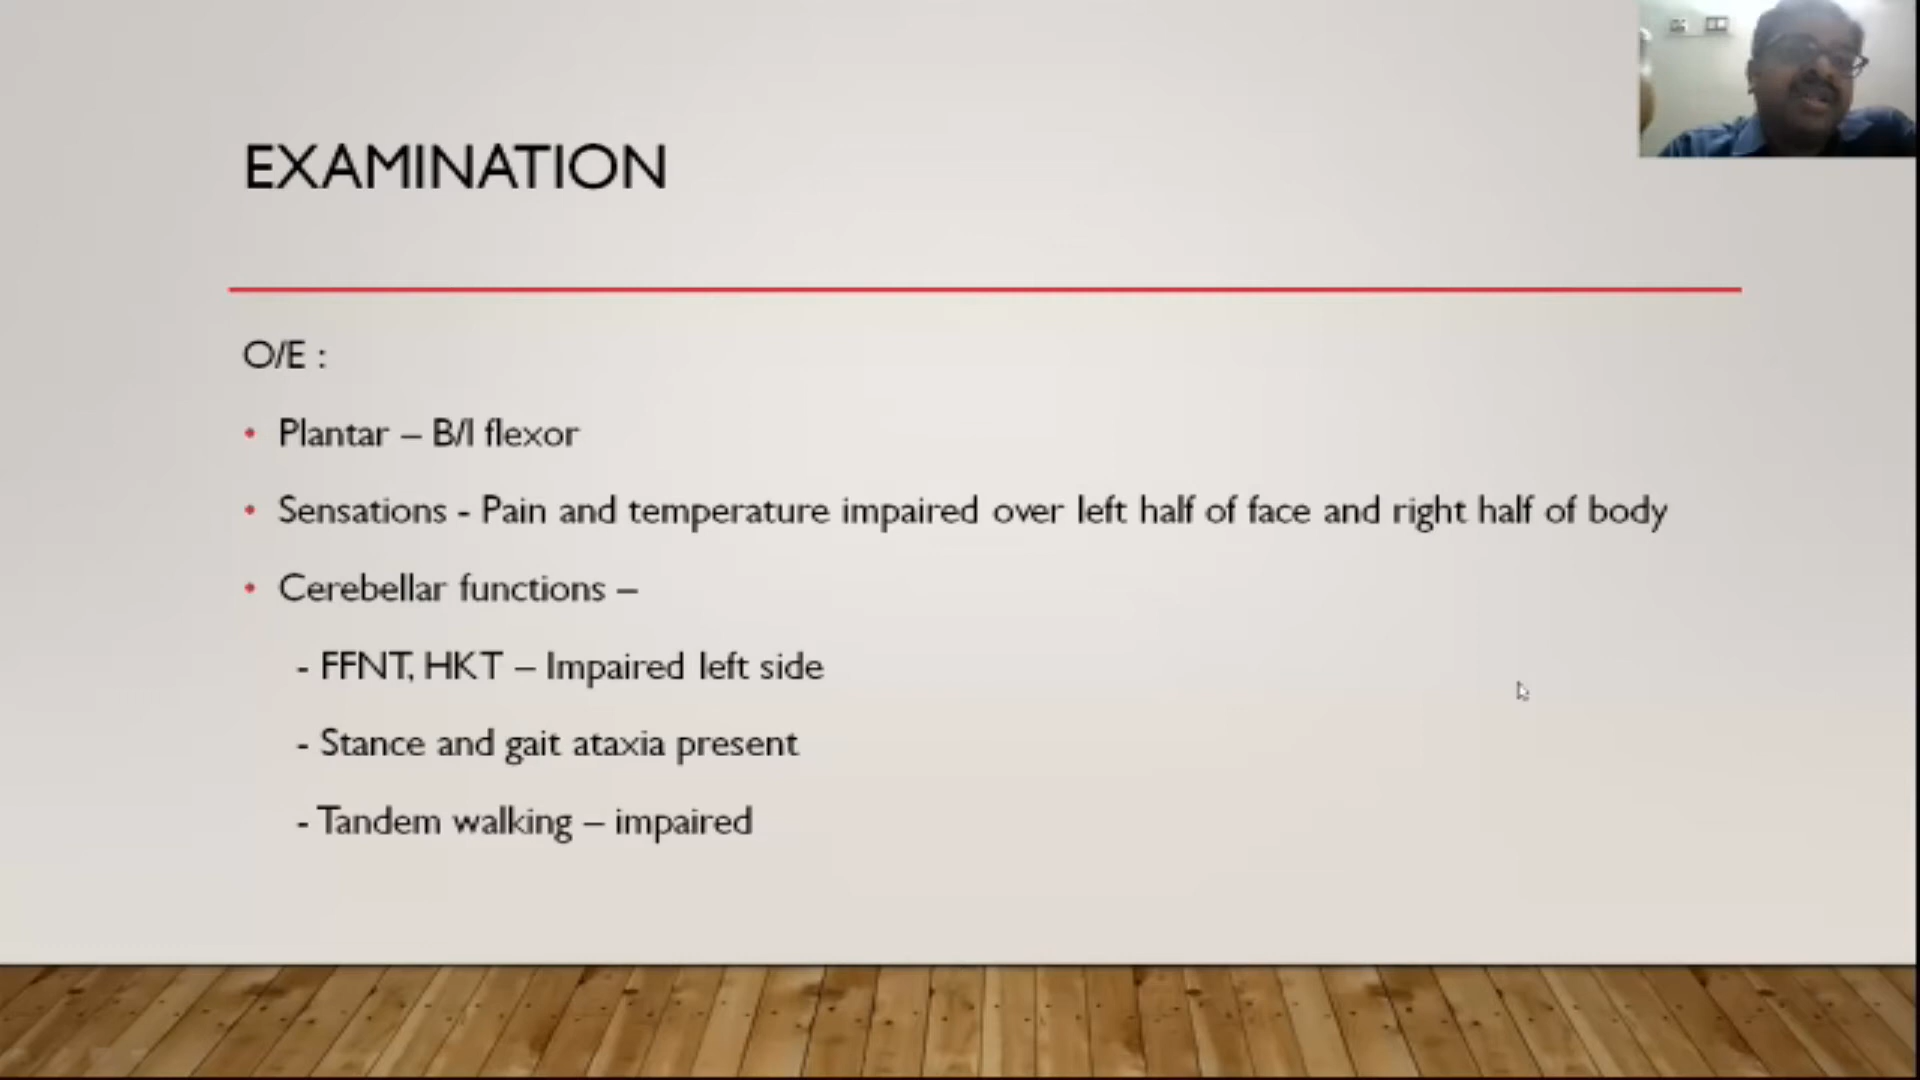 EXAMINATION
O/E :
• Plantar – B/l flexor
• Sensations - Pain and temperature impaired over left half of face and right half of body
• Cerebellar functions –
- FFNT, HKT – Impaired left side
- Stance and gait ataxia present
- Tandem walking – impaired